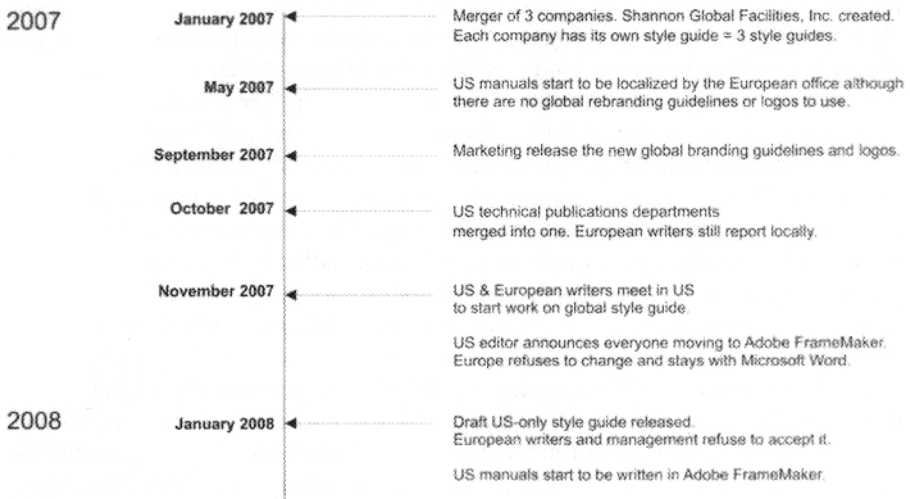 2007
January 2007
Merger of 3 companies. Shannon Global Facilities, Inc. created.
Each company has its own style guide = 3 style guides.
May 2007
US manuals start to be localized by the European office although
there are no global rebranding guidelines or logos to use.
September 2007
Marketing release the new global branding guidelines and logos.
October 2007
US technical publications departments
merged into one. European writers still report locally.
November 2007
US & European writers meet in US
to start work on global style guide.
US editor announces everyone moving to Adobe FrameMaker.
Europe refuses to change and stays with Microsoft Word.
2008
January 2008
Draft US-only style guide released.
European writers and management refuse to accept it.
US manuals start to be written in Adobe FrameMaker.